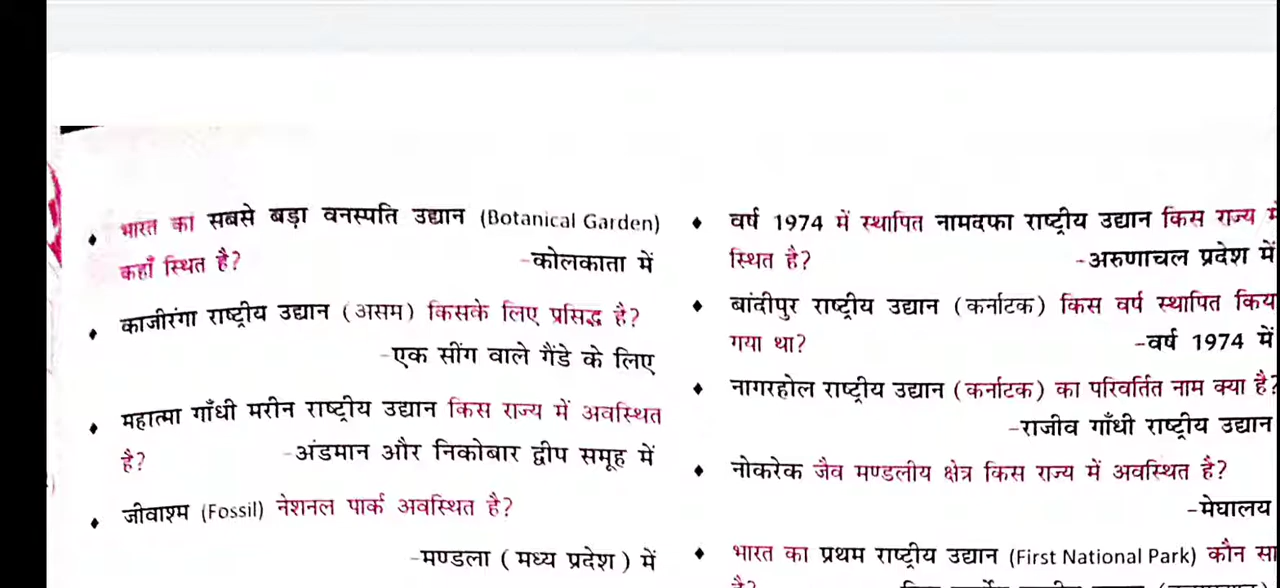 ♦ भारत का सबसे बड़ा वनस्पति उद्यान (Botanical Garden)
कहाँ स्थित है? -कोलकाता में
♦ काजीरंगा राष्ट्रीय उद्यान (असम) किसके लिए प्रसिद्ध है?
-एक सींग वाले गैंडे के लिए
♦ महात्मा गाँधी मरीन राष्ट्रीय उद्यान किस राज्य में अवस्थित
है? -अंडमान और निकोबार द्वीप समूह में
♦ जीवाश्म (Fossil) नेशनल पार्क अवस्थित है?
-मण्डला ( मध्य प्रदेश ) में
♦ वर्ष 1974 में स्थापित नामदफा राष्ट्रीय उद्यान किस राज्य
स्थित है? -अरुणाचल प्रदेश में
♦ बांदीपुर राष्ट्रीय उद्यान (कर्नाटक) किस वर्ष स्थापित किय
गया था? -वर्ष 1974 में
♦ नागरहोल राष्ट्रीय उद्यान (कर्नाटक) का परिवर्तित नाम क्या है?
-राजीव गाँधी राष्ट्रीय उद्यान
♦ नोकरेक जैव मण्डलीय क्षेत्र किस राज्य में अवस्थित है?
-मेघालय
♦ भारत का प्रथम राष्ट्रीय उद्यान (First National Park) कौन सा